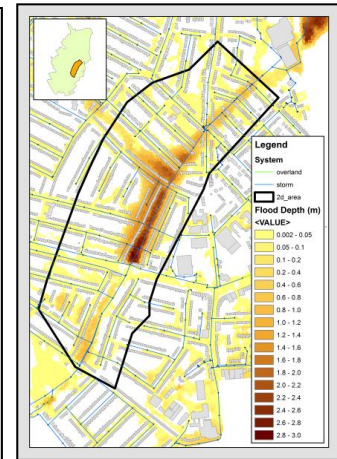 Legend
System
overland
storm
2d_area
Flood Depth (m)
<VALUE>
0.002 - 0.05
0.05 - 0.1
0.1 - 0.2
0.2 - 0.4
0.4 - 0.6
0.6 - 0.8
0.8 - 1.0
1.0 - 1.2
1.2 - 1.4
1.4 - 1.6
1.6 - 1.8
1.8 - 2.0
2.0 - 2.2
2.2 - 2.4
2.4 - 2.6
2.6 - 2.8
2.8 - 3.0